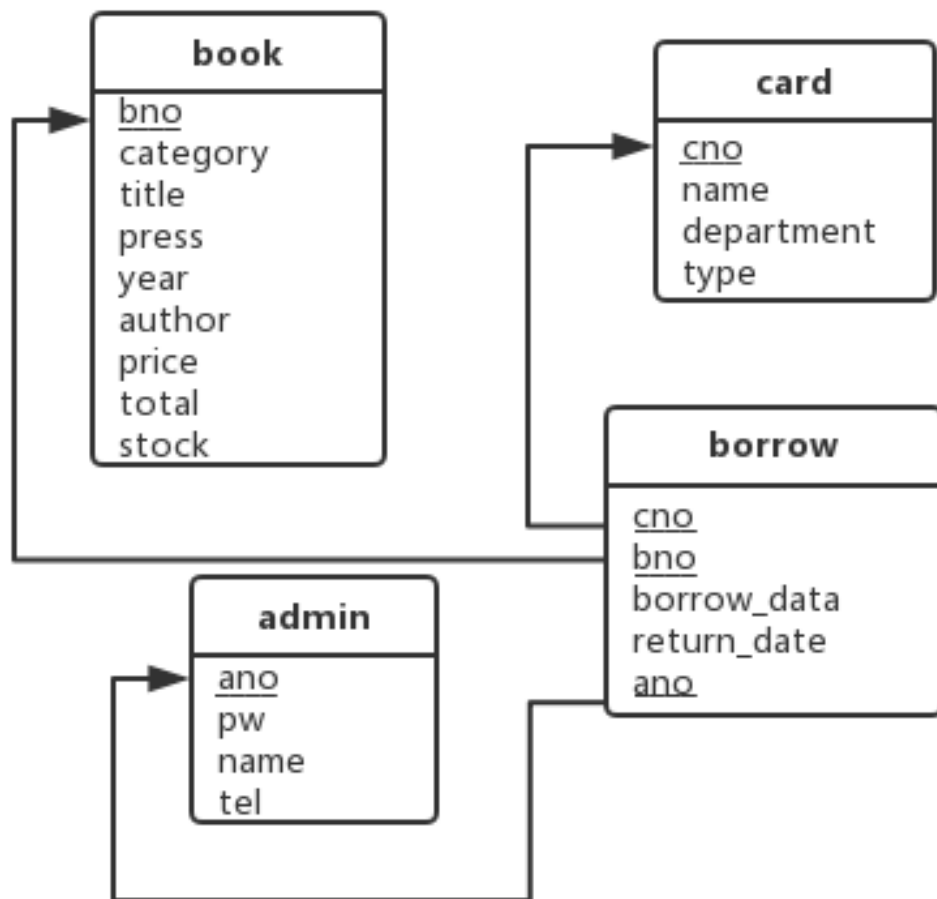 book
bno
category
title
press
year
author
price
total
stock
card
cno
name
department
type
borrow
cno
bno
borrow_data
return_date
ano
admin
ano
pw
name
tel